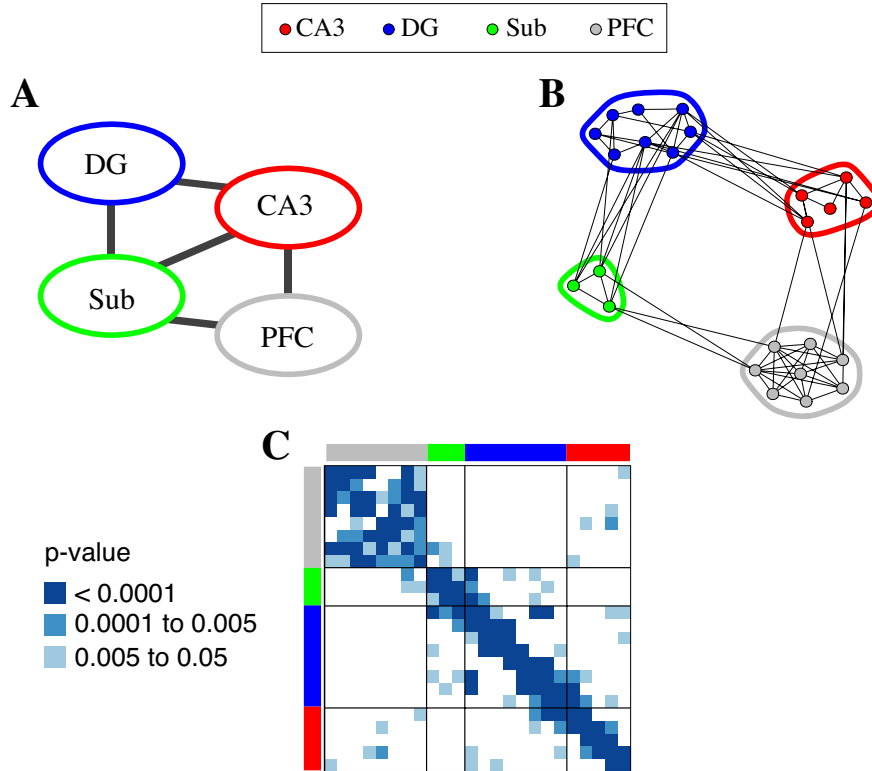 CA3 DG Sub PFC
A
B
DG
CA3
Sub
PFC
C
p-value
< 0.0001
0.0001 to 0.005
0.005 to 0.05